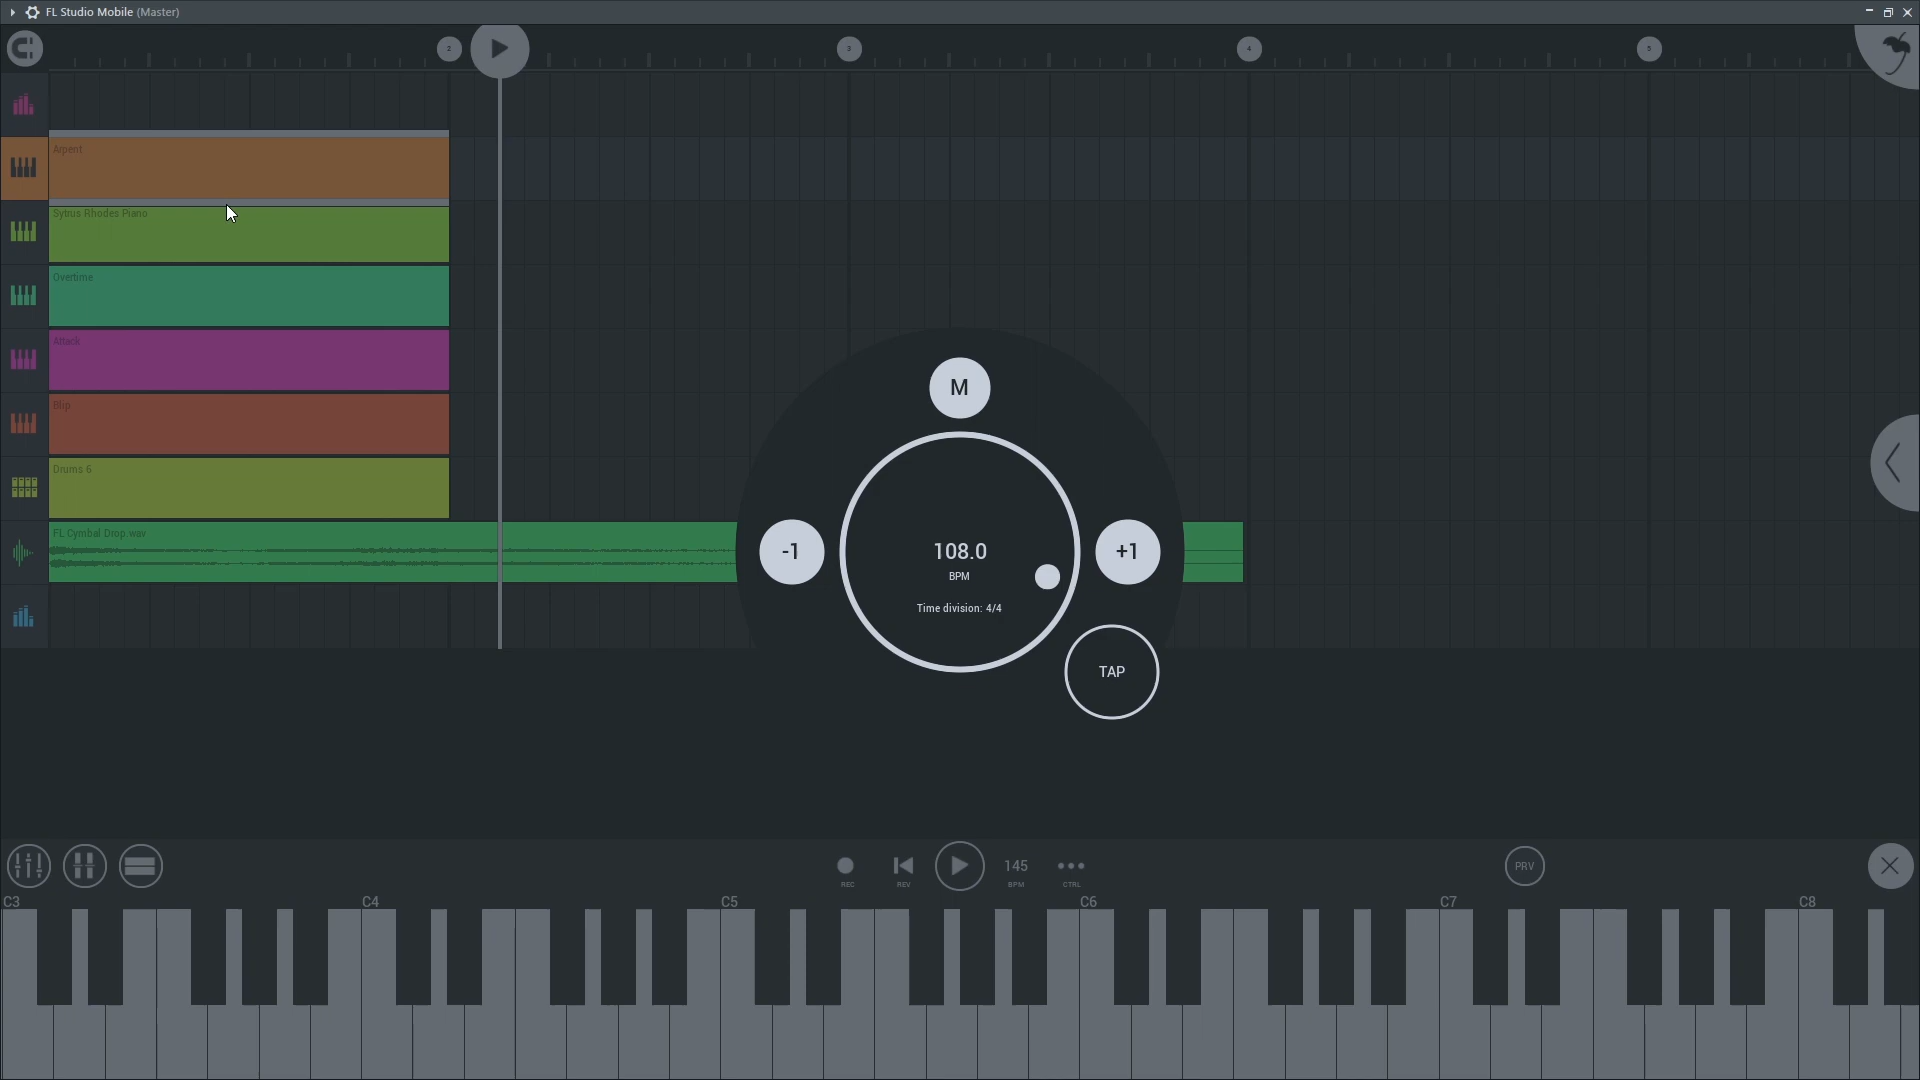 FL Studio Mobile (Master)
2
3
4
5
Arpent
Sytrus Rhodes Piano
Overtime
Attack
M
Blip
Drums 6
FL Cymbal Drop.wav
-1
108.0
+1
BPM
Time division: 4/4
TAP
145
PRV
REC
REV
BPM
CTRL
C3
C4
C5
C6
C7
C8